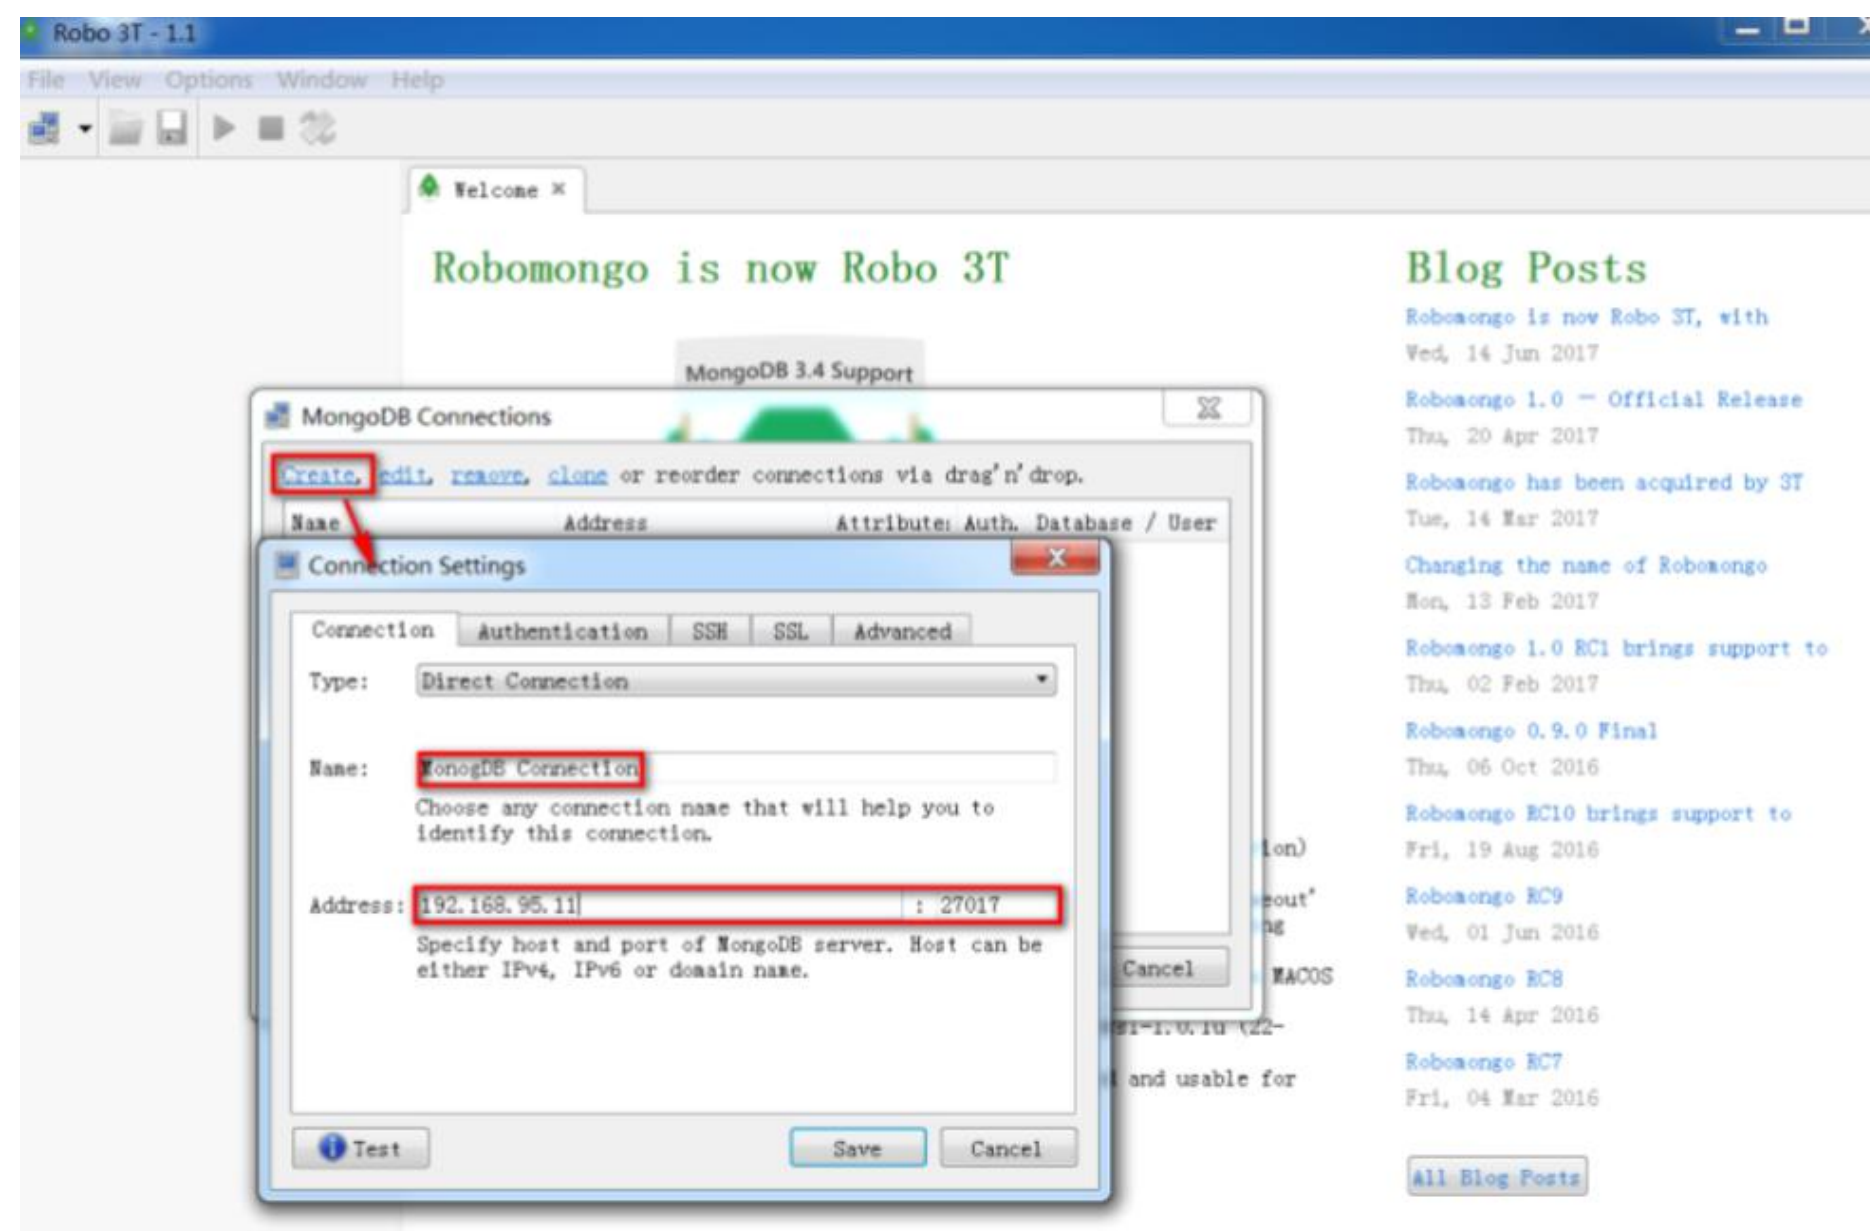 Robo 3T - 1.1
File View Options Window Help
Welcome ×
Robomongo is now Robo 3T
MongoDB 3.4 Support
MongoDB Connections
Create, edit, remove, clone or reorder connections via drag'n'drop.
Name Address Attribute: Auth. Database / User
Connection Settings
Connection Authentication SSH SSL Advanced
Type: Direct Connection
Name: MonogDB Connection
Choose any connection name that will help you to
identify this connection.
Address: 192.168.95.11 : 27017
Specify host and port of MongoDB server. Host can be
either IPv4, IPv6 or domain name.
Test Save Cancel
Cancel
ion)
eout'
ng
MACOS
(22-
and usable for
Blog Posts
Robomongo is now Robo 3T, with
Wed, 14 Jun 2017
Robomongo 1.0 — Official Release
Thu, 20 Apr 2017
Robomongo has been acquired by 3T
Tue, 14 Mar 2017
Changing the name of Robomongo
Mon, 13 Feb 2017
Robomongo 1.0 RC1 brings support to
Thu, 02 Feb 2017
Robomongo 0.9.0 Final
Thu, 06 Oct 2016
Robomongo RC10 brings support to
Fri, 19 Aug 2016
Robomongo RC9
Wed, 01 Jun 2016
Robomongo RC8
Thu, 14 Apr 2016
Robomongo RC7
Fri, 04 Mar 2016
All Blog Posts